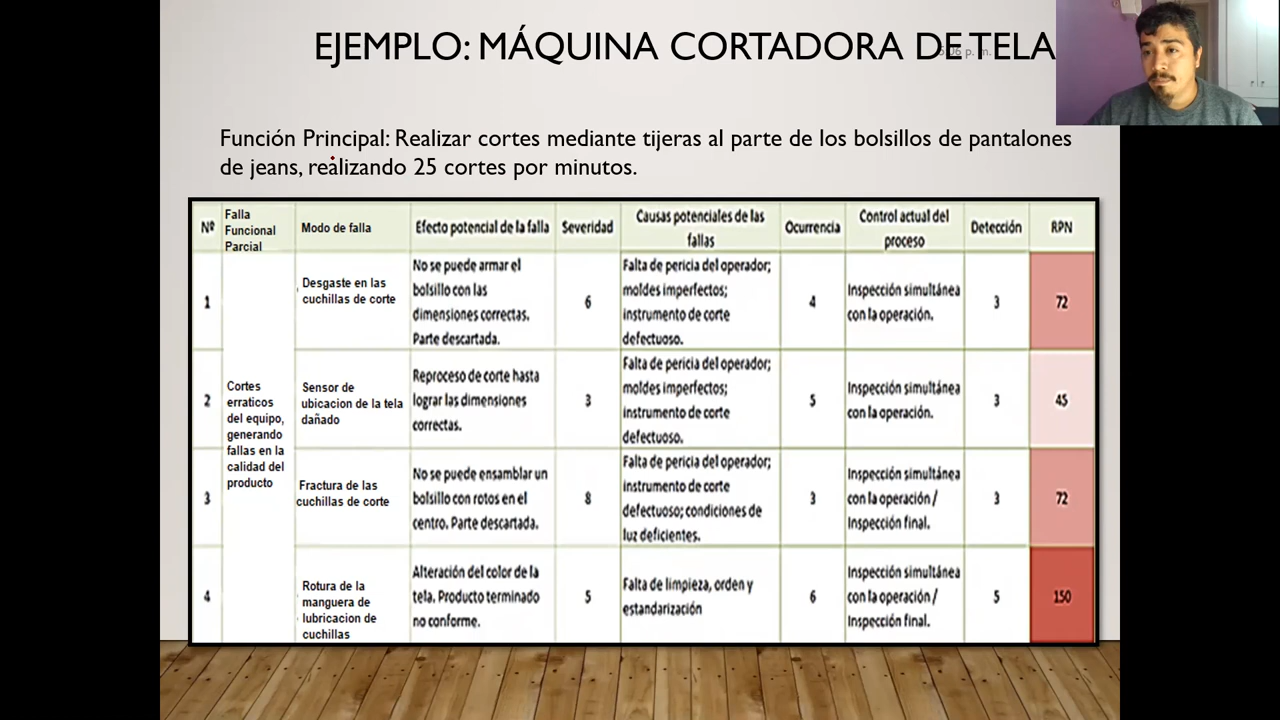 EJEMPLO: MÁQUINA CORTADORA DE TELA
Función Principal: Realizar cortes mediante tijeras al parte de los bolsillos de pantalones
de jeans, realizando 25 cortes por minutos.
Nº
Falla
Funcional
Parcial
Modo de falla
Efecto potencial de la falla
Severidad
Causas potenciales de las
fallas
Ocurrencia
Control actual del
proceso
Detección
RPN
Cortes
erraticos
del equipo,
generando
fallas en la
calidad del
producto
1
Desgaste en las
cuchillas de corte
No se puede armar el
bolsillo con las
dimensiones correctas.
Parte descartada.
6
Falta de pericia del operador;
moldes imperfectos;
instrumento de corte
defectuoso.
4
Inspección simultánea
con la operación.
3
72
2
Sensor de
ubicacion de la tela
dañado
Reproceso de corte hasta
lograr las dimensiones
correctas.
3
Falta de pericia del operador;
moldes imperfectos;
instrumento de corte
defectuoso.
5
Inspección simultánea
con la operación.
3
45
3
Fractura de las
cuchillas de corte
No se puede ensamblar un
bolsillo con rotos en el
centro. Parte descartada.
8
Falta de pericia del operador;
instrumento de corte
defectuoso; condiciones de
luz deficientes.
3
Inspección simultánea
con la operación /
Inspección final.
3
72
4
Rotura de la
manguera de
lubricacion de
cuchillas
Alteración del color de la
tela. Producto terminado
no conforme.
5
Falta de limpieza, orden y
estandarización
6
Inspección simultánea
con la operación /
Inspección final.
5
150